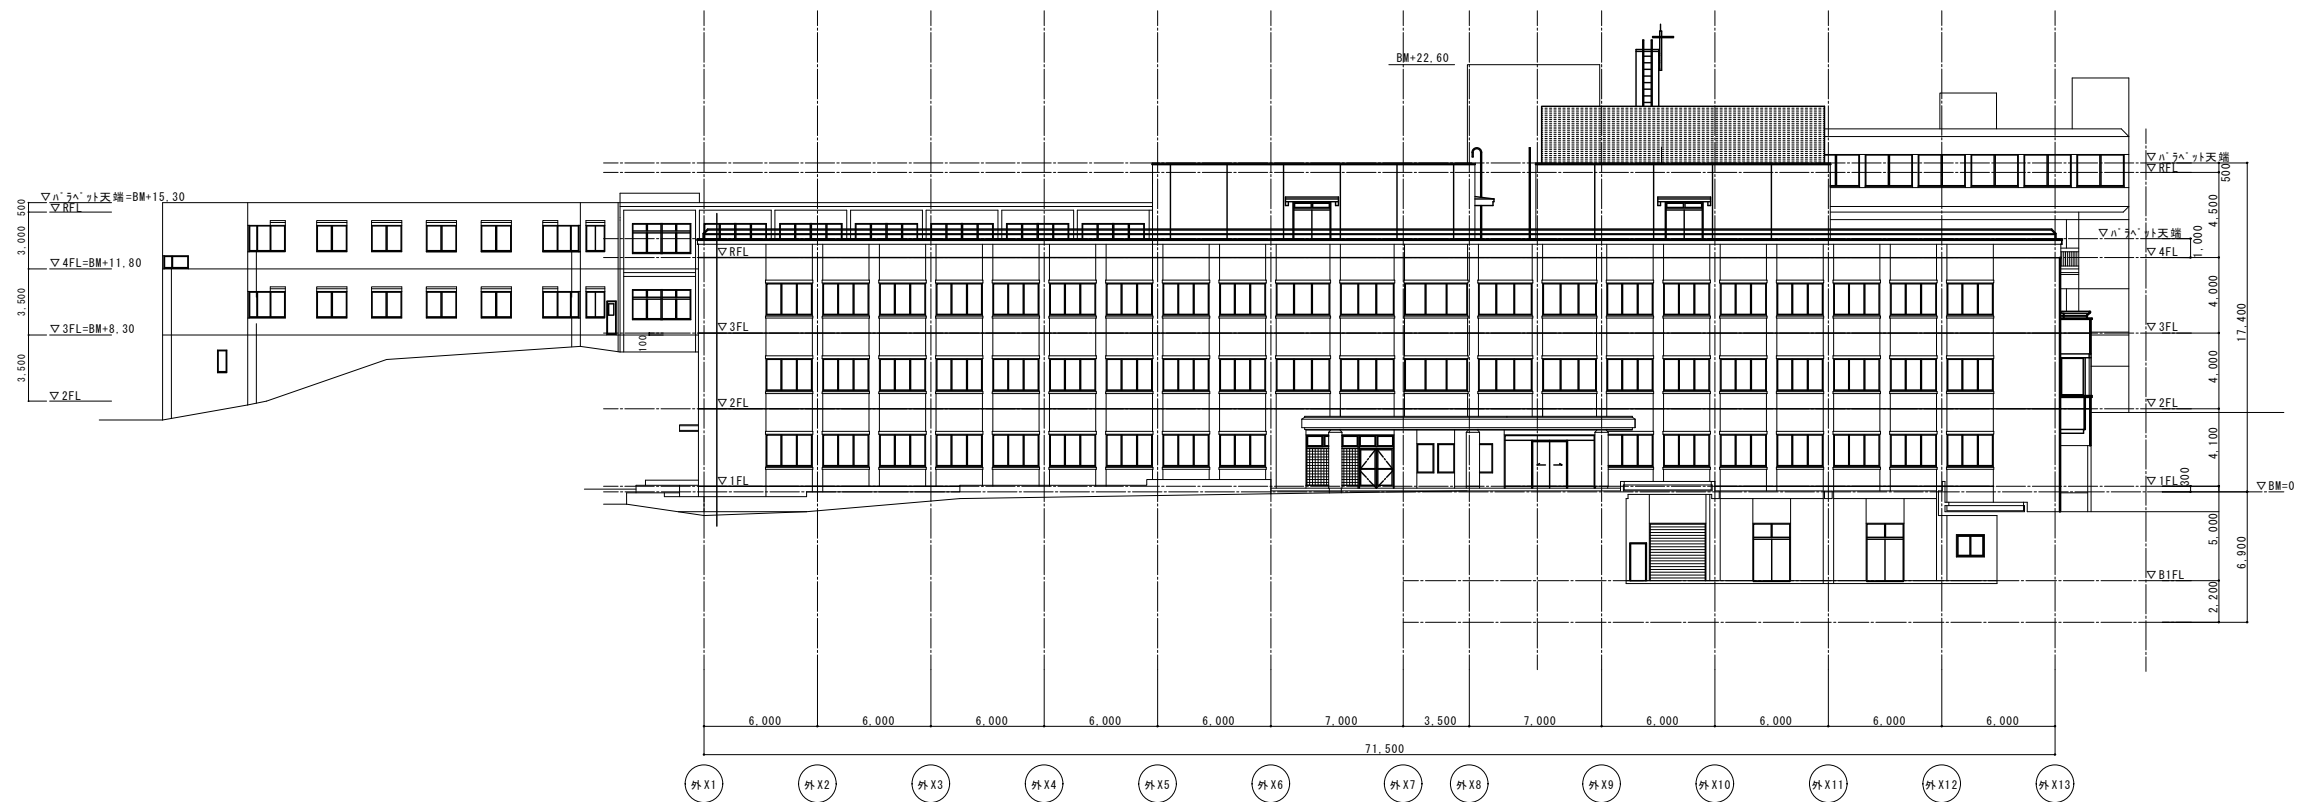 BM+22.60
▽パラペット天端
▽RFL
500
▽パラペット天端=BM+15.30
▽RFL
500
4,500
3,000
▽パラペット天端
1,000
▽4FL=BM+11.80
▽RFL
▽4FL
3,500
4,000
▽3FL=BM+8.30
▽3FL
▽3FL
17,400
100
3,500
4,000
▽2FL
▽2FL
▽2FL
4,100
▽1FL
▽1FL
300
▽BM=0
5,000
6,900
▽B1FL
2,200
6,000
6,000
6,000
6,000
6,000
7,000
3,500
7,000
6,000
6,000
6,000
6,000
71,500
外X1
外X2
外X3
外X4
外X5
外X6
外X7
外X8
外X9
外X10
外X11
外X12
外X13